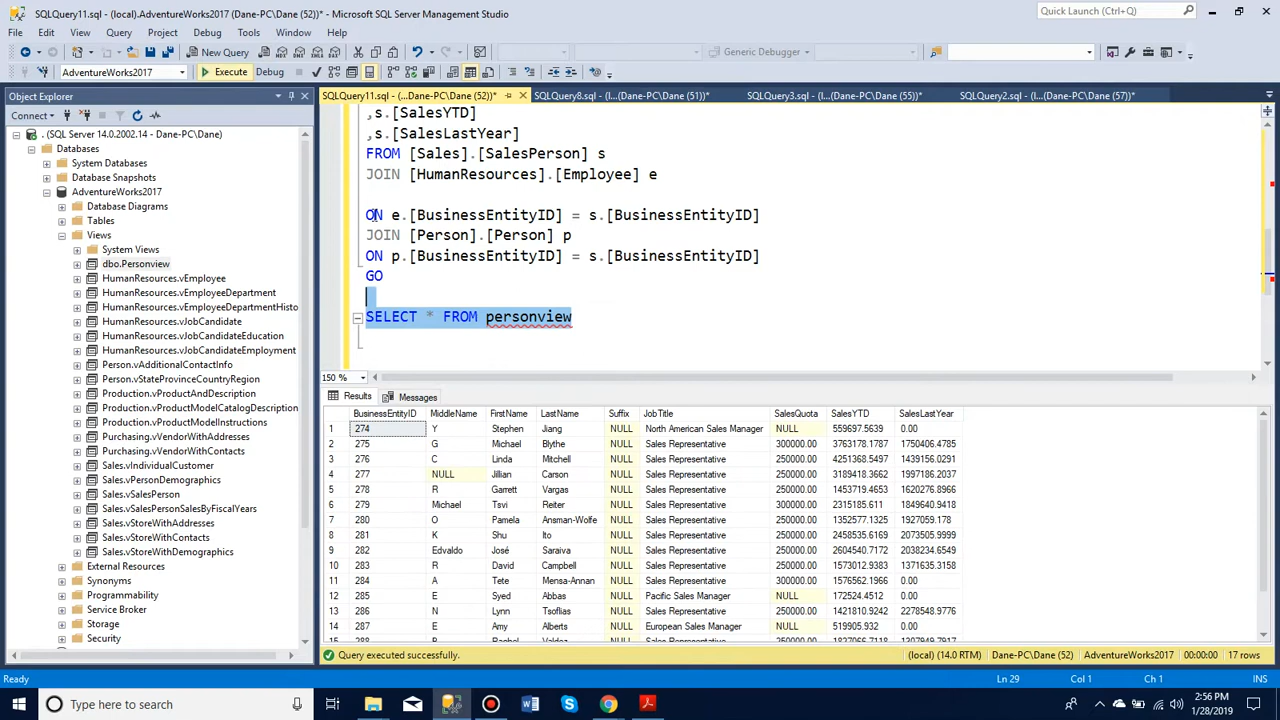 SQLQuery11.sql - (local).AdventureWorks2017 (Dane-PC\Dane (52))* - Microsoft SQL Server Management Studio
Quick Launch (Ctrl+Q)
File Edit View Query Project Debug Tools Window Help
New Query
Generic Debugger
AdventureWorks2017
Execute Debug
Object Explorer
Connect
. (SQL Server 14.0.2002.14 - Dane-PC\Dane)
Databases
System Databases
Database Snapshots
AdventureWorks2017
Database Diagrams
Tables
Views
System Views
dbo.Personview
HumanResources.vEmployee
HumanResources.vEmployeeDepartment
HumanResources.vEmployeeDepartmentHisto
HumanResources.vJobCandidate
HumanResources.vJobCandidateEducation
HumanResources.vJobCandidateEmployment
Person.vAdditionalContactInfo
Person.vStateProvinceCountryRegion
Production.vProductAndDescription
Production.vProductModelCatalogDescription
Production.vProductModelInstructions
Purchasing.vVendorWithAddresses
Purchasing.vVendorWithContacts
Sales.vIndividualCustomer
Sales.vPersonDemographics
Sales.vSalesPerson
Sales.vSalesPersonSalesByFiscalYears
Sales.vStoreWithAddresses
Sales.vStoreWithContacts
Sales.vStoreWithDemographics
External Resources
Synonyms
Programmability
Service Broker
Storage
Security
SQLQuery11.sql - (...Dane-PC\Dane (52))* SQLQuery8.sql - (l...(Dane-PC\Dane (51))* SQLQuery3.sql - (l...(Dane-PC\Dane (55))* SQLQuery2.sql - (l...(Dane-PC\Dane (57))*
,s.[SalesYTD]
,s.[SalesLastYear]
FROM [Sales].[SalesPerson] s
JOIN [HumanResources].[Employee] e
ON e.[BusinessEntityID] = s.[BusinessEntityID]
JOIN [Person].[Person] p
ON p.[BusinessEntityID] = s.[BusinessEntityID]
GO
SELECT * FROM personview
150 %
Results Messages
BusinessEntityID MiddleName FirstName LastName Suffix JobTitle SalesQuota SalesYTD SalesLastYear
1 274 Y Stephen Jiang NULL North American Sales Manager NULL 559697.5639 0.00
2 275 G Michael Blythe NULL Sales Representative 300000.00 3763178.1787 1750406.4785
3 276 C Linda Mitchell NULL Sales Representative 250000.00 4251368.5497 1439156.0291
4 277 NULL Jillian Carson NULL Sales Representative 250000.00 3189418.3662 1997186.2037
5 278 R Garrett Vargas NULL Sales Representative 250000.00 1453719.4653 1620276.8966
6 279 Michael Tsvi Reiter NULL Sales Representative 300000.00 2315185.611 1849640.9418
7 280 O Pamela Ansman-Wolfe NULL Sales Representative 250000.00 1352577.1325 1927059.178
8 281 K Shu Ito NULL Sales Representative 250000.00 2458535.6169 2073505.9999
9 282 Edvaldo José Saraiva NULL Sales Representative 250000.00 2604540.7172 2038234.6549
10 283 R David Campbell NULL Sales Representative 250000.00 1573012.9383 1371635.3158
11 284 A Tete Mensa-Annan NULL Sales Representative 300000.00 1576562.1966 0.00
12 285 E Syed Abbas NULL Pacific Sales Manager NULL 172524.4512 0.00
13 286 N Lynn Tsoflias NULL Sales Representative 250000.00 1421810.9242 2278548.9776
14 287 E Amy Alberts NULL European Sales Manager NULL 519905.932 0.00
15 288 R Rachel Valdez NULL Sales Representative 250000.00 1827066.7118 1307949.7917
Query executed successfully. (local) (14.0 RTM) Dane-PC\Dane (52) AdventureWorks2017 00:00:00 17 rows
Ready Ln 29 Col 1 Ch 1 INS
Type here to search
2:56 PM
1/28/2019